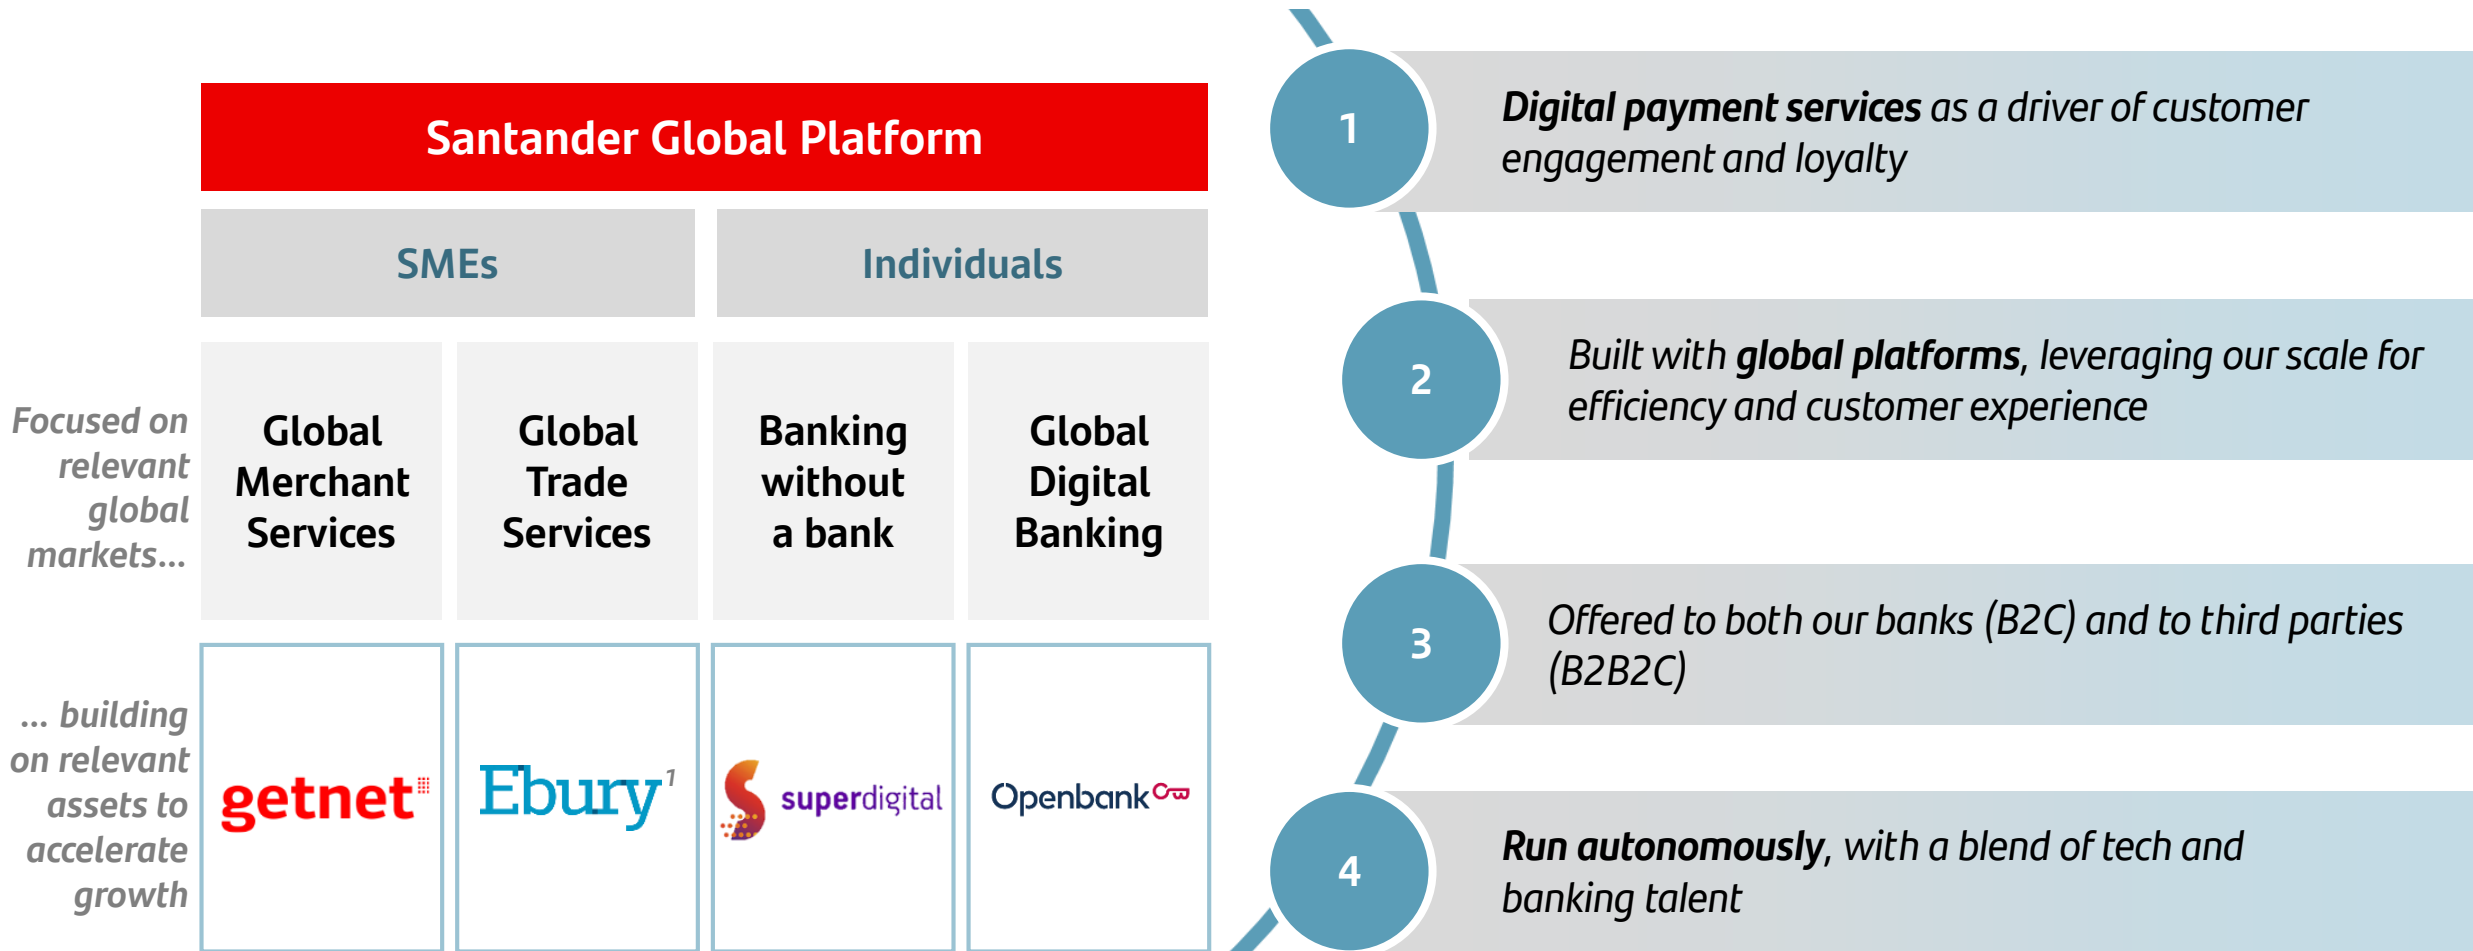 Santander Global Platform
SMEs
Individuals
Focused on
relevant
global
markets...
Global
Merchant
Services
Global
Trade
Services
Banking
without
a bank
Global
Digital
Banking
... building
on relevant
assets to
accelerate
growth
getnet
Ebury1
superdigital
Openbank
1
Digital payment services as a driver of customer
engagement and loyalty
2
Built with global platforms, leveraging our scale for
efficiency and customer experience
3
Offered to both our banks (B2C) and to third parties
(B2B2C)
4
Run autonomously, with a blend of tech and
banking talent